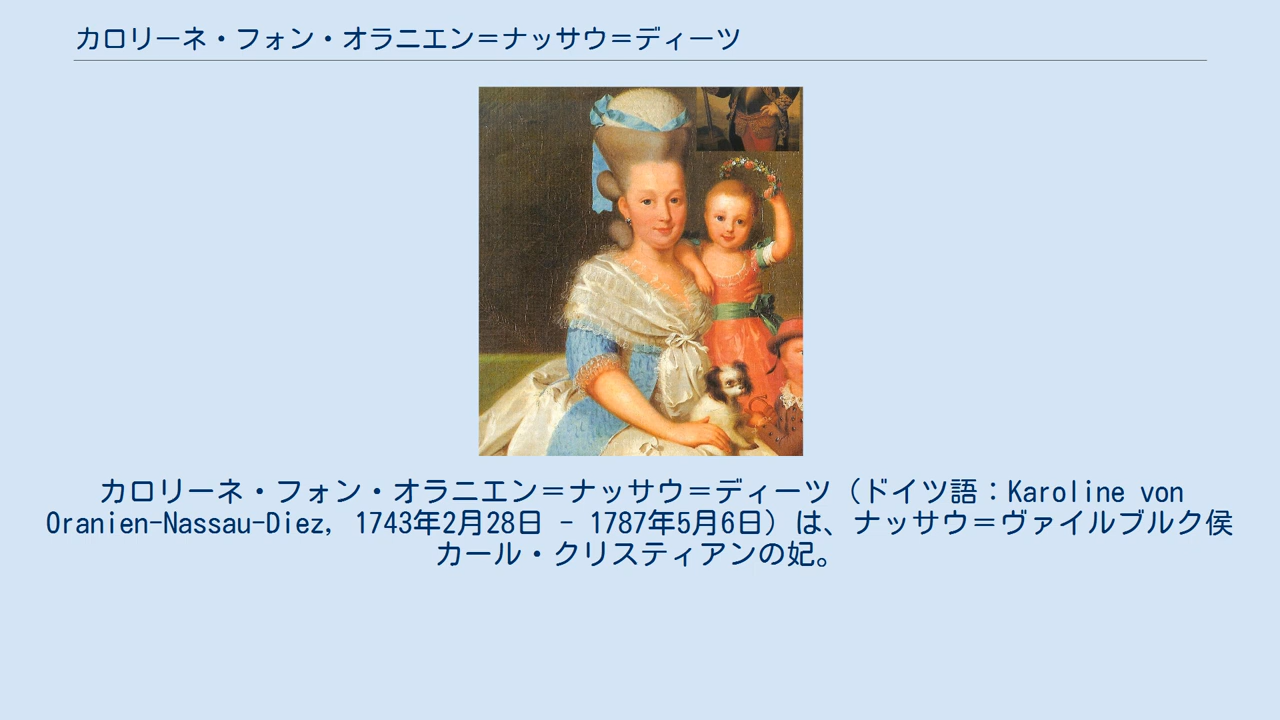 カロリーネ・フォン・オラニエン＝ナッサウ＝ディーツ
カロリーネ・フォン・オラニエン＝ナッサウ＝ディーツ（ドイツ語：Karoline von
Oranien-Nassau-Diez, 1743年2月28日 - 1787年5月6日）は、ナッサウ＝ヴァイルブルク侯
カール・クリスティアンの妃。